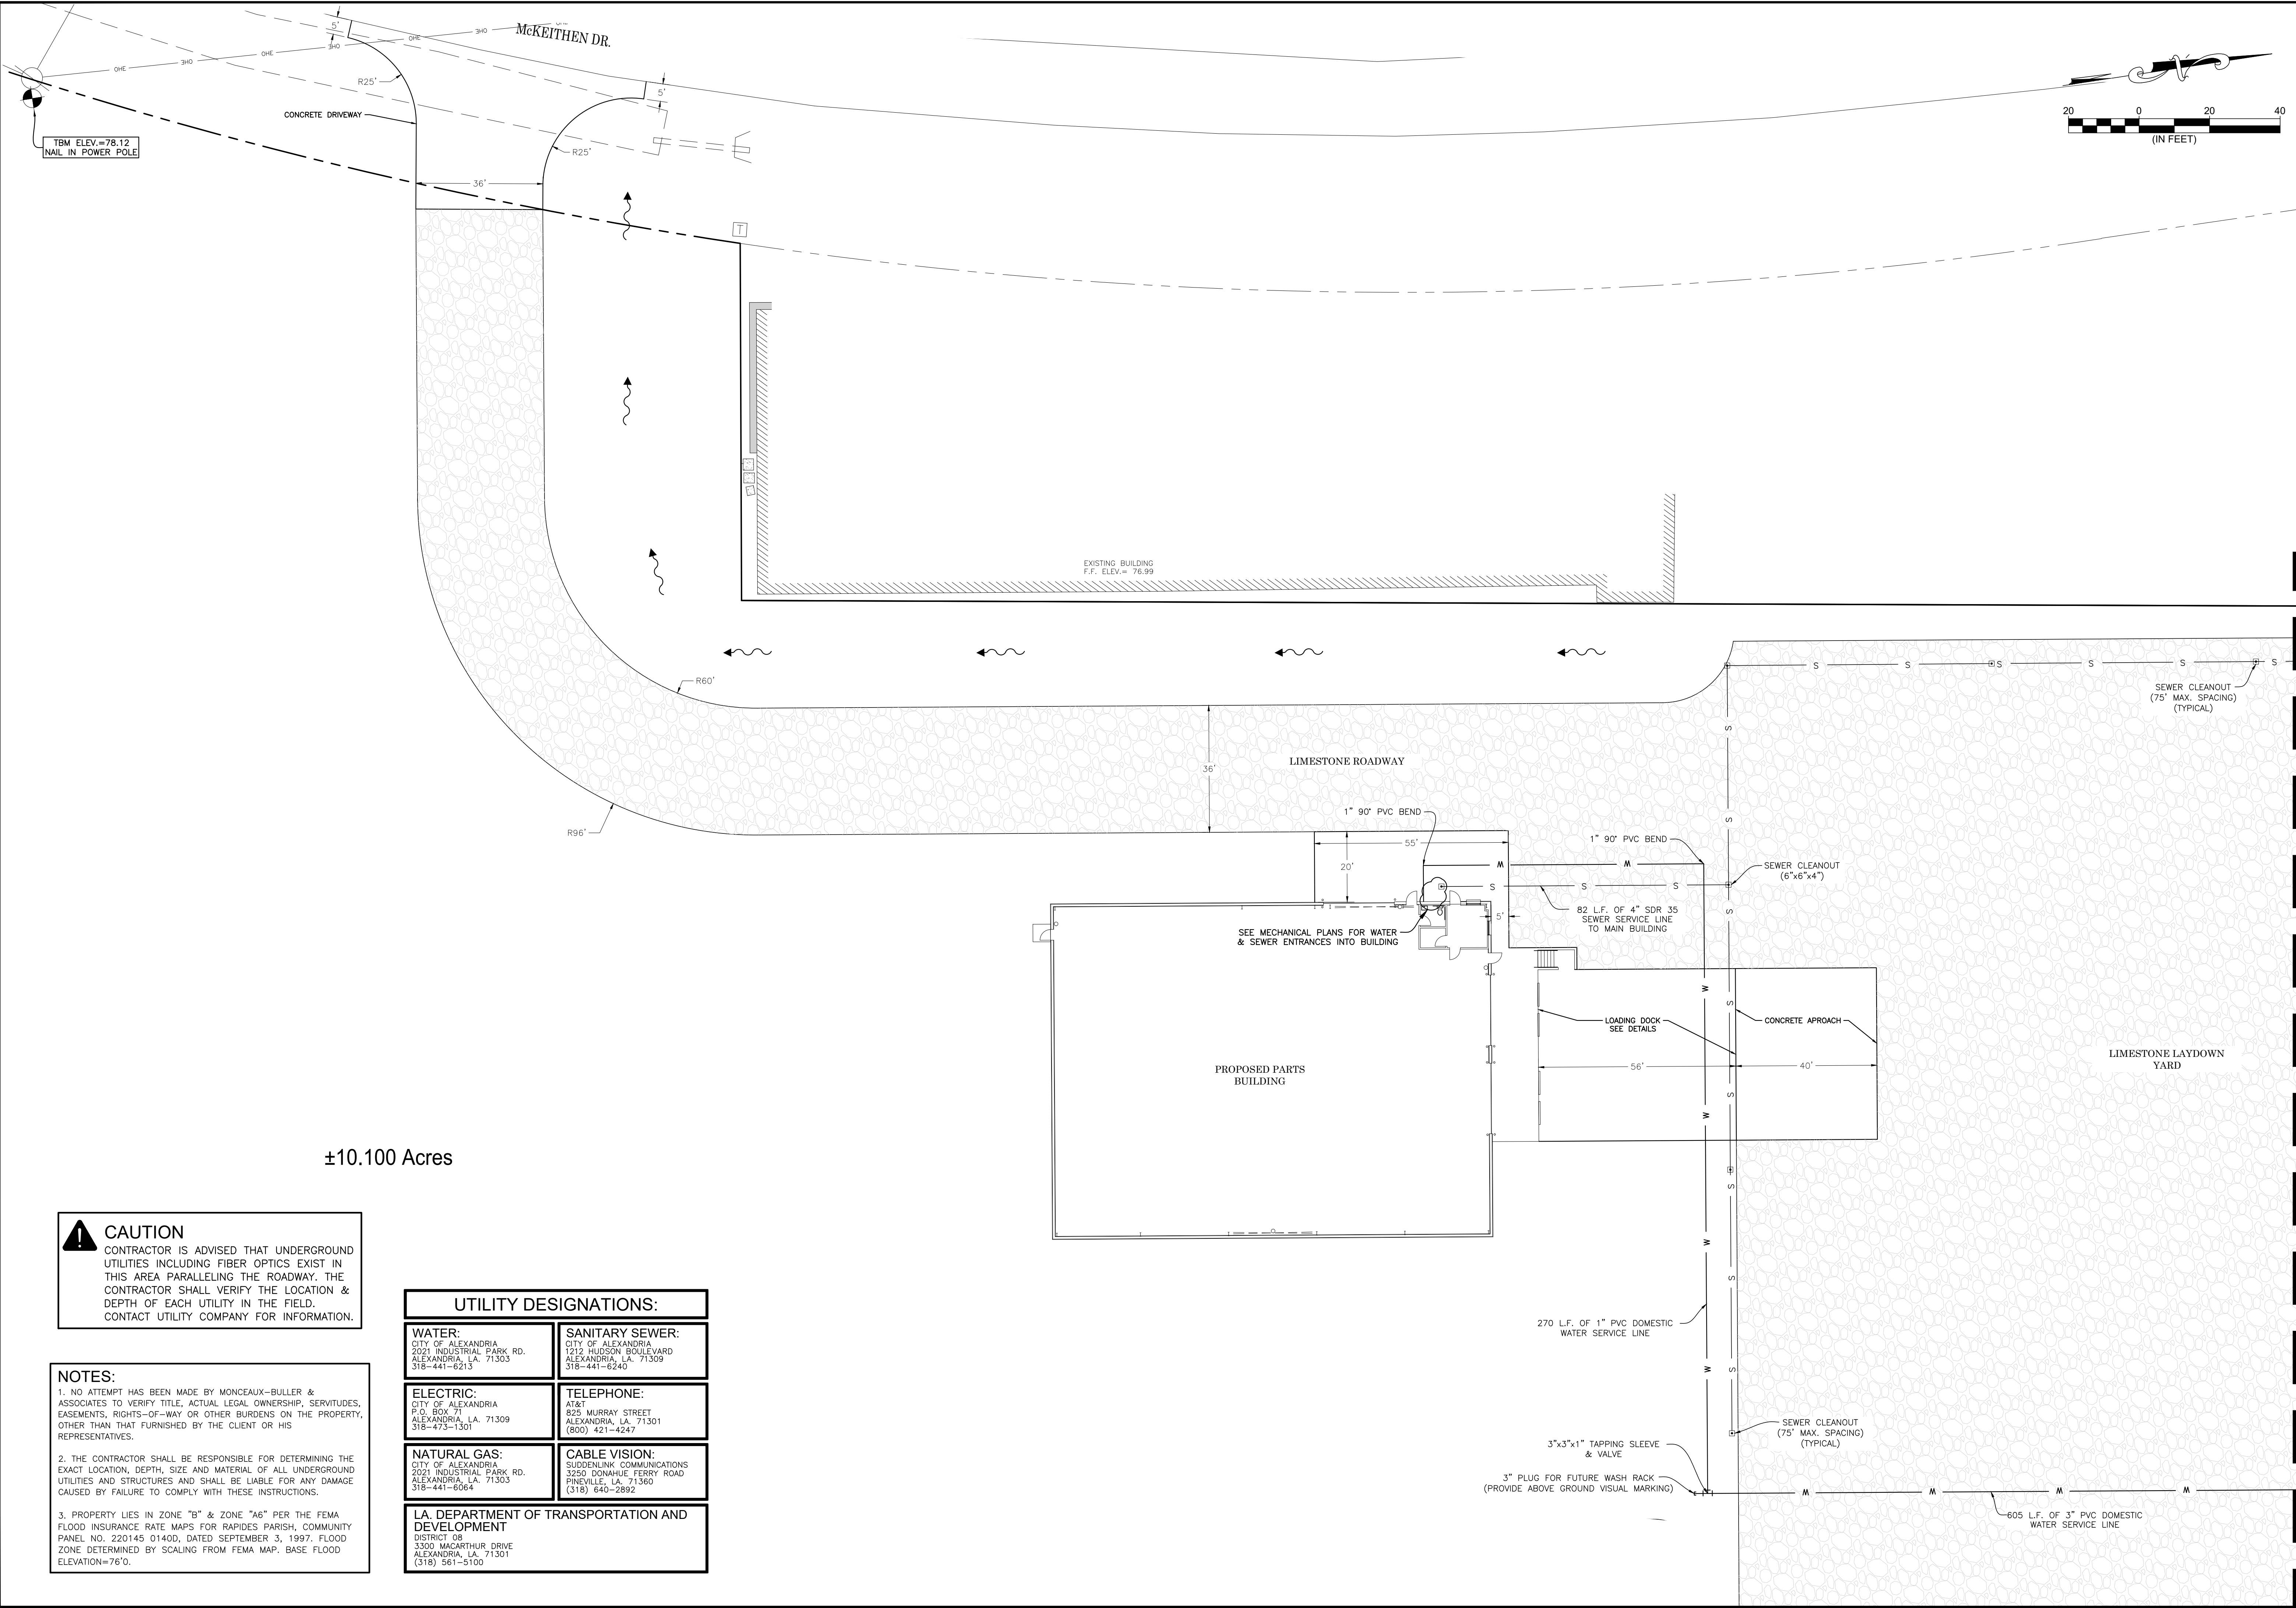 McKEITHEN DR.
5'
OHE
OHE
OHE
OHE
OHE
OHE
R25'
5'
CONCRETE DRIVEWAY
R25'
TBM ELEV.=78.12
NAIL IN POWER POLE
36'
T
20 0 20 40
(IN FEET)
EXISTING BUILDING
F.F. ELEV.= 76.99
R60'
S S S S S S
SEWER CLEANOUT
(75' MAX. SPACING)
(TYPICAL)
S
36'
LIMESTONE ROADWAY
R96'
1" 90° PVC BEND
S
55'
20'
1" 90° PVC BEND
W W
SEWER CLEANOUT
(6"x6"x4")
S S S
82 L.F. OF 4" SDR 35
SEWER SERVICE LINE
TO MAIN BUILDING
S
5'
SEE MECHANICAL PLANS FOR WATER
& SEWER ENTRANCES INTO BUILDING
W
S
LOADING DOCK
SEE DETAILS
CONCRETE APROACH
56'
40'
LIMESTONE LAYDOWN
YARD
PROPOSED PARTS
BUILDING
S
W
S
W
S
270 L.F. OF 1" PVC DOMESTIC
WATER SERVICE LINE
W
S
SEWER CLEANOUT
(75' MAX. SPACING)
(TYPICAL)
3"x3"x1" TAPPING SLEEVE
& VALVE
3" PLUG FOR FUTURE WASH RACK
(PROVIDE ABOVE GROUND VISUAL MARKING)
W W W W
605 L.F. OF 3" PVC DOMESTIC
WATER SERVICE LINE
±10.100 Acres
CAUTION
CONTRACTOR IS ADVISED THAT UNDERGROUND
UTILITIES INCLUDING FIBER OPTICS EXIST IN
THIS AREA PARALLELING THE ROADWAY. THE
CONTRACTOR SHALL VERIFY THE LOCATION &
DEPTH OF EACH UTILITY IN THE FIELD.
CONTACT UTILITY COMPANY FOR INFORMATION.
NOTES:
1. NO ATTEMPT HAS BEEN MADE BY MONCEAUX-BULLER &
ASSOCIATES TO VERIFY TITLE, ACTUAL LEGAL OWNERSHIP, SERVITUDES,
EASEMENTS, RIGHTS-OF-WAY OR OTHER BURDENS ON THE PROPERTY,
OTHER THAN THAT FURNISHED BY THE CLIENT OR HIS
REPRESENTATIVES.
2. THE CONTRACTOR SHALL BE RESPONSIBLE FOR DETERMINING THE
EXACT LOCATION, DEPTH, SIZE AND MATERIAL OF ALL UNDERGROUND
UTILITIES AND STRUCTURES AND SHALL BE LIABLE FOR ANY DAMAGE
CAUSED BY FAILURE TO COMPLY WITH THESE INSTRUCTIONS.
3. PROPERTY LIES IN ZONE "B" & ZONE "A6" PER THE FEMA
FLOOD INSURANCE RATE MAPS FOR RAPIDES PARISH, COMMUNITY
PANEL NO. 220145 0140D, DATED SEPTEMBER 3, 1997. FLOOD
ZONE DETERMINED BY SCALING FROM FEMA MAP. BASE FLOOD
ELEVATION=76'0.
UTILITY DESIGNATIONS:
WATER:
CITY OF ALEXANDRIA
2021 INDUSTRIAL PARK RD.
ALEXANDRIA, LA. 71303
318-441-6213
SANITARY SEWER:
CITY OF ALEXANDRIA
1212 HUDSON BOULEVARD
ALEXANDRIA, LA. 71309
318-441-6240
ELECTRIC:
CITY OF ALEXANDRIA
P.O. BOX 71
ALEXANDRIA, LA. 71309
318-473-1301
TELEPHONE:
AT&T
825 MURRAY STREET
ALEXANDRIA, LA. 71301
(800) 421-4247
NATURAL GAS:
CITY OF ALEXANDRIA
2021 INDUSTRIAL PARK RD.
ALEXANDRIA, LA. 71303
318-441-6064
CABLE VISION:
SUDDENLINK COMMUNICATIONS
3250 DONAHUE FERRY ROAD
PINEVILLE, LA. 71360
(318) 640-2892
LA. DEPARTMENT OF TRANSPORTATION AND
DEVELOPMENT
DISTRICT 08
3300 MACARTHUR DRIVE
ALEXANDRIA, LA. 71301
(318) 561-5100